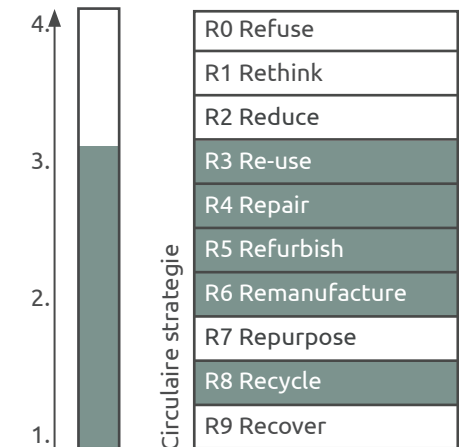 4.
3.
2.
1.
Circulaire strategie
R0 Refuse
R1 Rethink
R2 Reduce
R3 Re-use
R4 Repair
R5 Refurbish
R6 Remanufacture
R7 Repurpose
R8 Recycle
R9 Recover